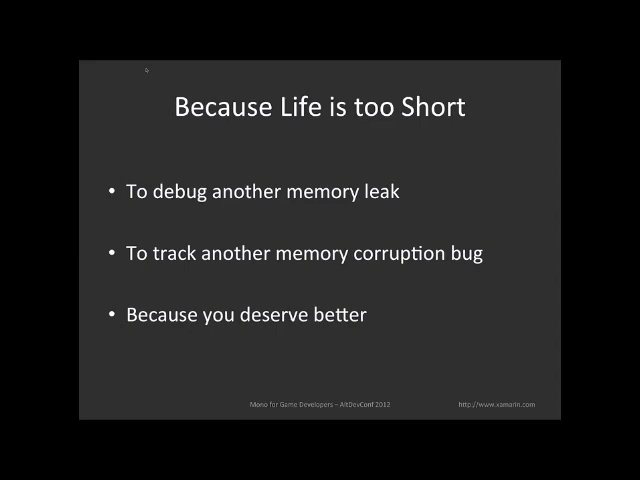 Because Life is too Short
• To debug another memory leak
• To track another memory corruption bug
• Because you deserve better
Mono for Game Developers – AltDevConf 2012 http://www.xamarin.com